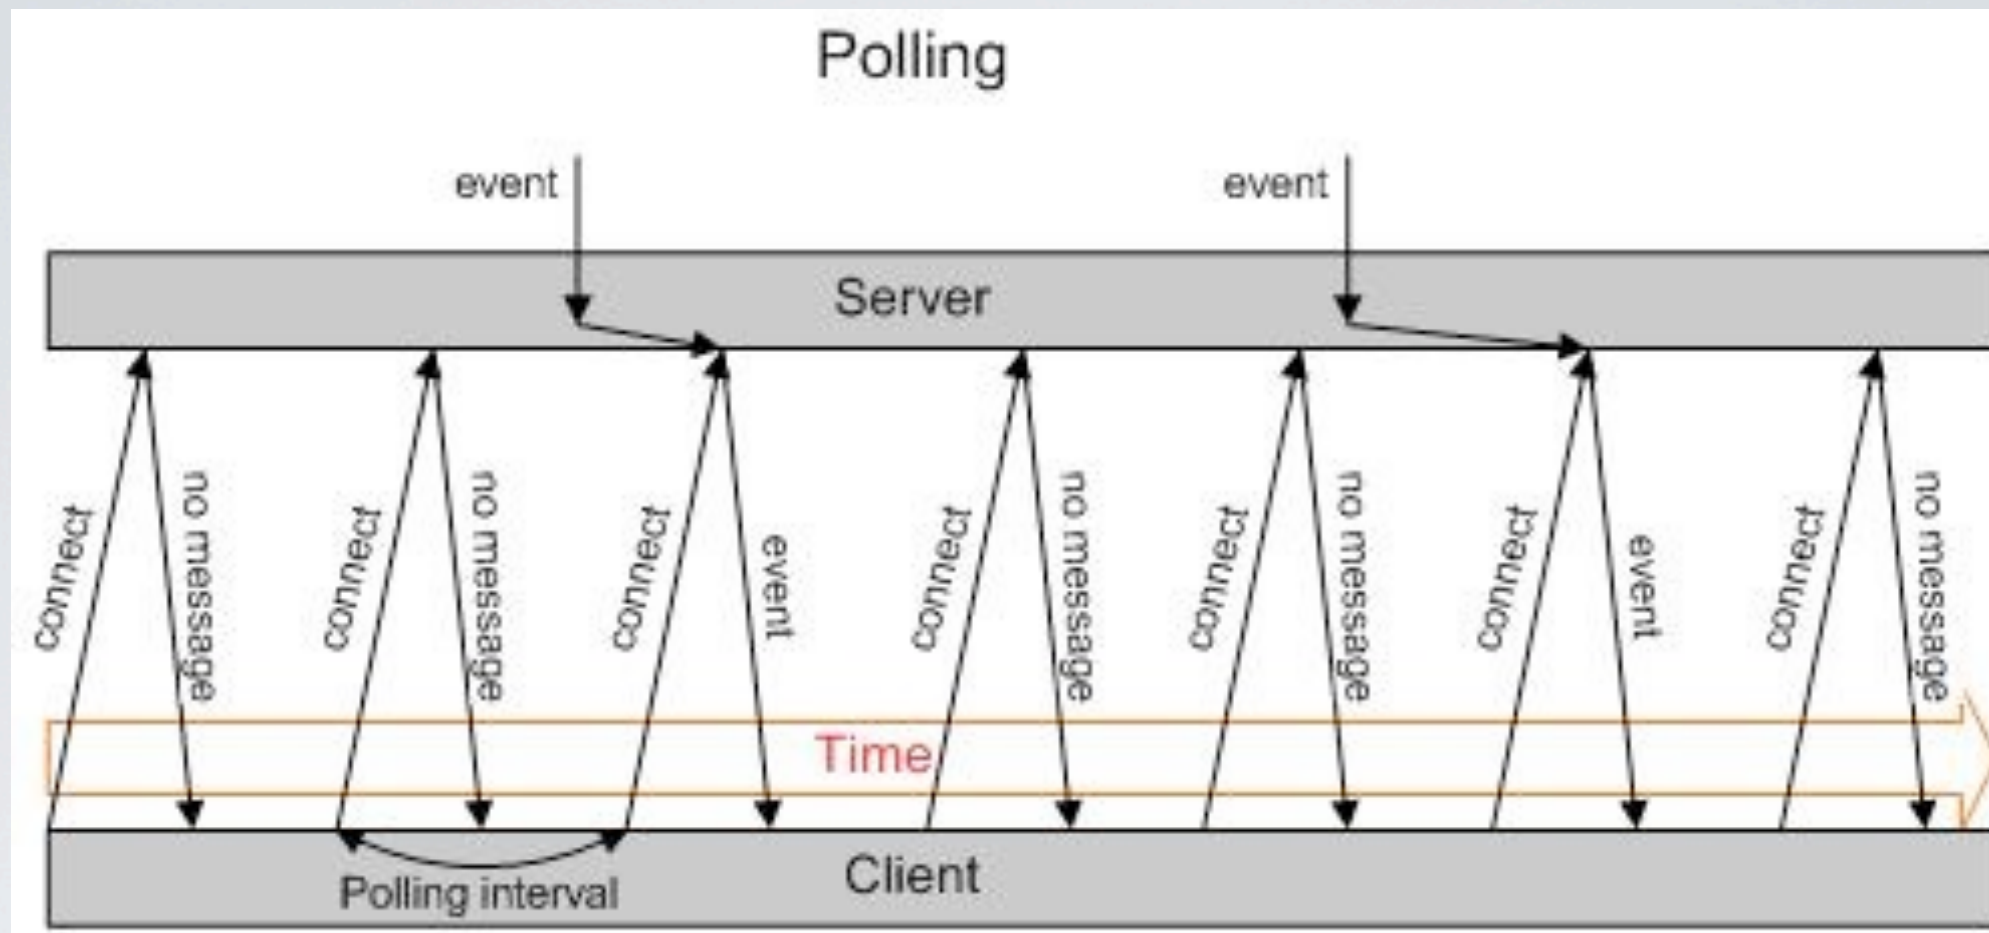 Polling
event
event
Server
connect
no message
connect
no message
connect
event
connect
no message
connect
no message
connect
event
connect
no message
Time
Polling interval
Client